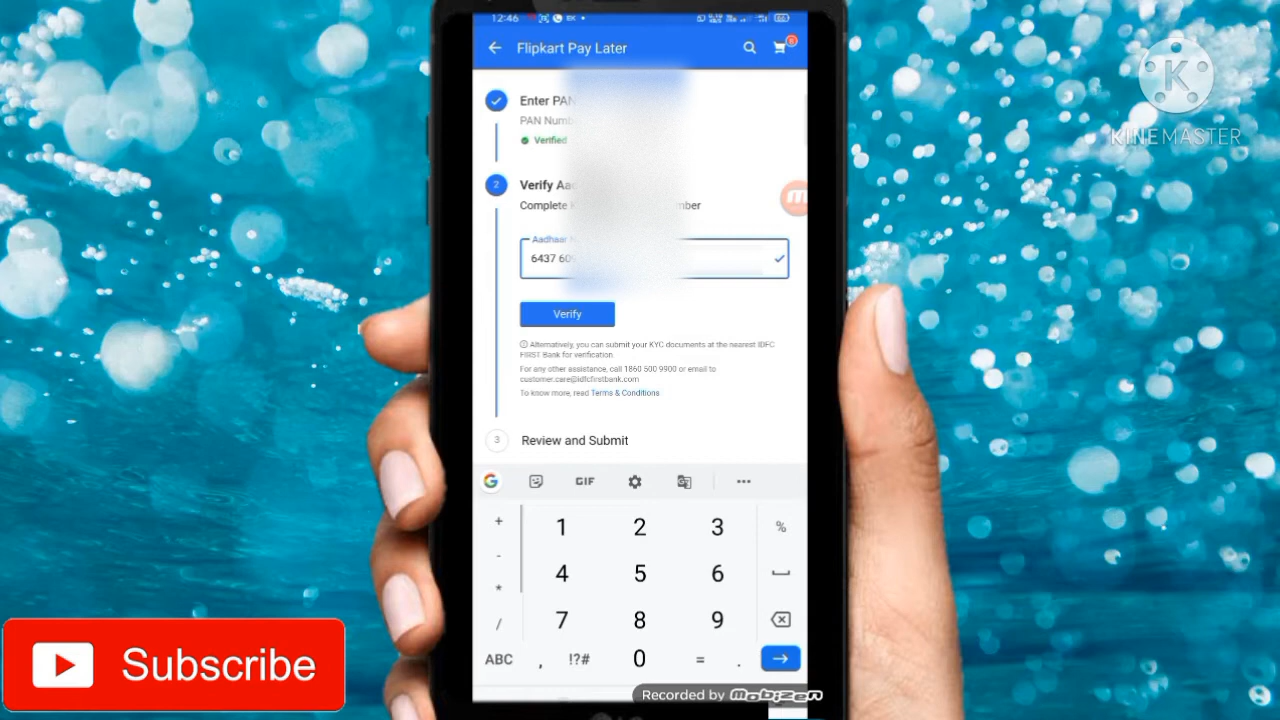 12:46
Flipkart Pay Later
KINEMASTER
Enter PAN
PAN Numb
Verified
2
Verify Aad
Complete
mber
Aadhaar
6437 60
Verify
Alternatively, you can submit your KYC documents at the nearest IDFC
FIRST Bank for verification.
For any other assistance, call 1860 500 9900 or email to
customer.care@idfcfirstbank.com
To know more, read Terms & Conditions
3
Review and Submit
G GIF
+ 1 2 3 %
- 4 5 6
* 7 8 9
/
ABC , !?# 0 = .
Subscribe
Recorded by Mobizen